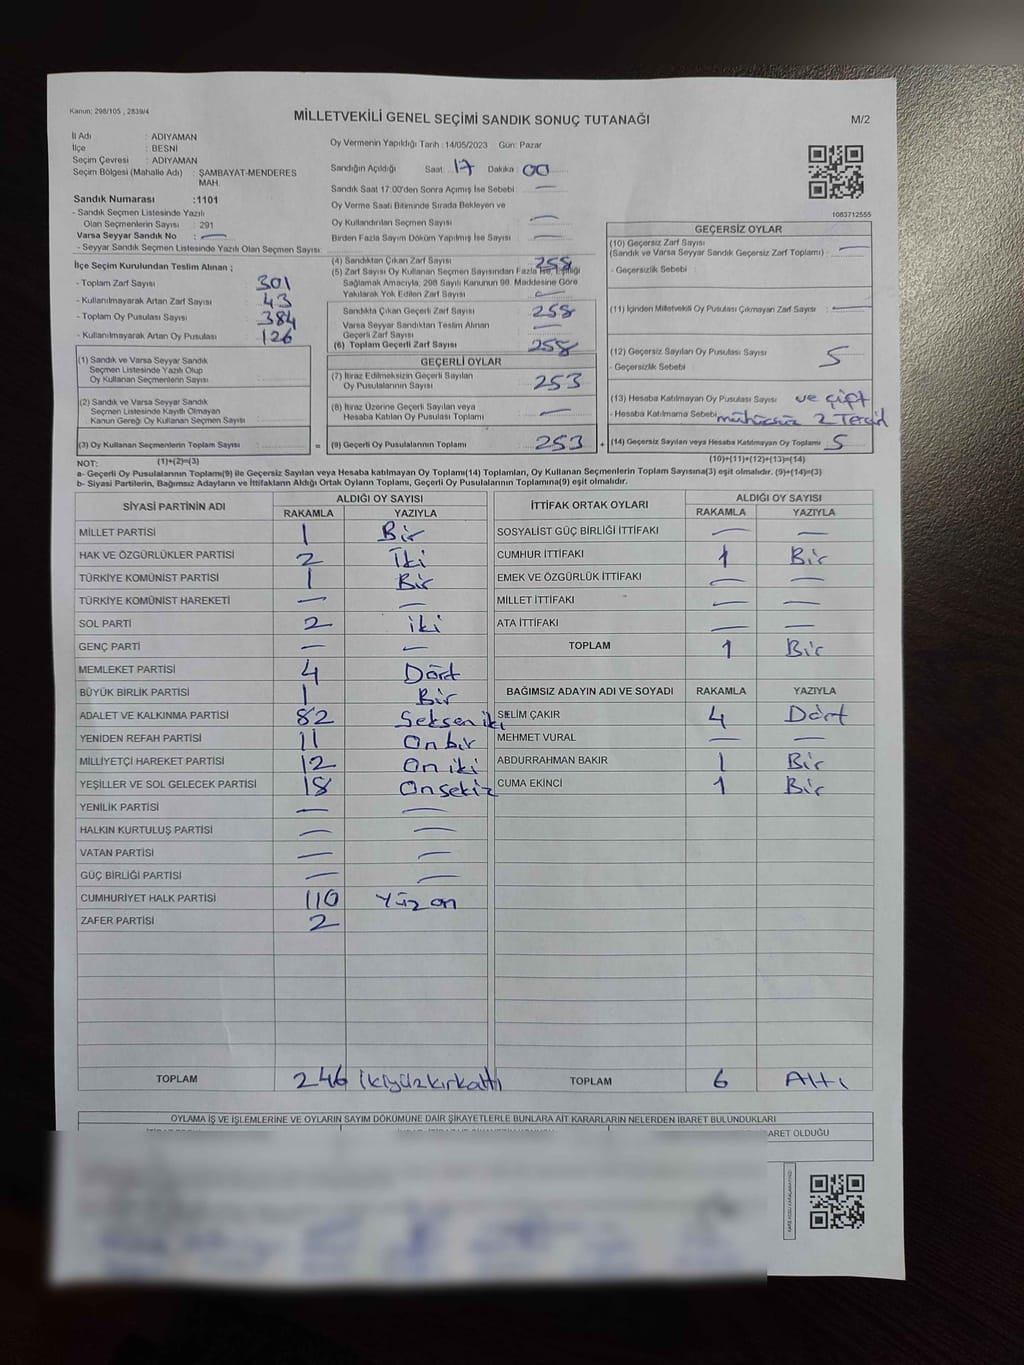 Kanun: 298/105 , 2839/4
MİLLETVEKİLİ GENEL SEÇİMİ SANDIK SONUÇ TUTANAĞI
M/2
İl Adı : ADIYAMAN
İlçe : BESNİ
Seçim Çevresi : ADIYAMAN
Seçim Bölgesi (Mahalle Adı) : ŞAMBAYAT-MENDERES
MAH.
Sandık Numarası :1101
- Sandık Seçmen Listesinde Yazılı
Olan Seçmenlerin Sayısı : 291
Varsa Seyyar Sandık No : —
- Seyyar Sandık Seçmen Listesinde Yazılı Olan Seçmen Sayısı:
Oy Vermenin Yapıldığı Tarih : 14/05/2023 Gün: Pazar
Sandığın Açıldığı Saat: 17 Dakika : 00
Sandık Saat 17:00'den Sonra Açımış İse Sebebi : —
Oy Verme Saati Bitiminde Sırada Bekleyen ve
Oy Kullandırılan Seçmen Sayısı —
Birden Fazla Sayım Döküm Yapılmış İse Sayısı —
1083712555
İlçe Seçim Kurulundan Teslim Alınan ;
- Toplam Zarf Sayısı 301
- Kullanılmayarak Artan Zarf Sayısı 43
- Toplam Oy Pusulası Sayısı 384
- Kullanılmayarak Artan Oy Pusulası : 126
(1) Sandık ve Varsa Seyyar Sandık
Seçmen Listesinde Yazılı Olup
Oy Kullanan Seçmenlerin Sayısı :
(2) Sandık ve Varsa Seyyar Sandık
Seçmen Listesinde Kayıtlı Olmayan
Kanun Gereği Oy Kullanan Seçmen Sayısı :
(3) Oy Kullanan Seçmenlerin Toplam Sayısı :
(4) Sandıktan Çıkan Zarf Sayısı 258
(5) Zarf Sayısı Oy Kullanan Seçmen Sayısından Fazla İse, Eşitliği
Sağlamak Amacıyla, 298 Sayılı Kanunun 98. Maddesine Göre
Yakılarak Yok Edilen Zarf Sayısı —
Sandıkta Çıkan Geçerli Zarf Sayısı 258
Varsa Seyyar Sandıktan Teslim Alınan
Geçerli Zarf Sayısı —
(6) Toplam Geçerli Zarf Sayısı 258
GEÇERLİ OYLAR
(7) İtiraz Edilmeksizin Geçerli Sayılan
Oy Pusulalarının Sayısı 253
(8) İtiraz Üzerine Geçerli Sayılan veya
Hesaba Katılan Oy Pusulası Toplamı —
= (9) Geçerli Oy Pusulalarının Toplamı 253 +
GEÇERSİZ OYLAR
(10) Geçersiz Zarf Sayısı
(Sandık ve Varsa Seyyar Sandık Geçersiz Zarf Toplamı) : —
- Geçersizlik Sebebi :
(11) İçinden Milletvekili Oy Pusulası Çıkmayan Zarf Sayısı : —
(12) Geçersiz Sayılan Oy Pusulası Sayısı : 5
- Geçersizlik Sebebi :
(13) Hesaba Katılmayan Oy Pusulası Sayısı : ve çift
- Hesaba Katılmama Sebebi : mühürsüz 2 Tercid
(14) Geçersiz Sayılan veya Hesaba Katılmayan Oy Toplamı : 5
NOT: (1)+(2)=(3) (10)+(11)+(12)+(13)=(14)
a- Geçerli Oy Pusulalarının Toplamı(9) ile Geçersiz Sayılan veya Hesaba katılmayan Oy Toplamı(14) Toplamları, Oy Kullanan Seçmenlerin Toplam Sayısına(3) eşit olmalıdır. (9)+(14)=(3)
b- Siyasi Partilerin, Bağımsız Adayların ve İttifakların Aldığı Ortak Oyların Toplamı, Geçerli Oy Pusulalarının Toplamına(9) eşit olmalıdır.
SİYASİ PARTİNİN ADI ALDIĞI OY SAYISI
RAKAMLA YAZIYLA
MİLLET PARTİSİ 1 Bir
HAK VE ÖZGÜRLÜKLER PARTİSİ 2 İki
TÜRKİYE KOMÜNİST PARTİSİ 1 Bir
TÜRKİYE KOMÜNİST HAREKETİ — —
SOL PARTİ 2 iki
GENÇ PARTİ — —
MEMLEKET PARTİSİ 4 Dört
BÜYÜK BİRLİK PARTİSİ 1 Bir
ADALET VE KALKINMA PARTİSİ 82 Seksen iki
YENİDEN REFAH PARTİSİ 11 On bir
MİLLİYETÇİ HAREKET PARTİSİ 12 On iki
YEŞİLLER VE SOL GELECEK PARTİSİ 18 Onsekiz
YENİLİK PARTİSİ — —
HALKIN KURTULUŞ PARTİSİ — —
VATAN PARTİSİ — —
GÜÇ BİRLİĞİ PARTİSİ — —
CUMHURİYET HALK PARTİSİ 110 Yüz on
ZAFER PARTİSİ 2
TOPLAM 246 İkiyüzkırkaltı
İTTİFAK ORTAK OYLARI ALDIĞI OY SAYISI
RAKAMLA YAZIYLA
SOSYALİST GÜÇ BİRLİĞİ İTTİFAKI — —
CUMHUR İTTİFAKI 1 Bir
EMEK VE ÖZGÜRLÜK İTTİFAKI — —
MİLLET İTTİFAKI — —
ATA İTTİFAKI — —
TOPLAM 1 Bir
BAĞIMSIZ ADAYIN ADI VE SOYADI RAKAMLA YAZIYLA
SELİM ÇAKIR 4 Dört
MEHMET VURAL — —
ABDURRAHMAN BAKIR 1 Bir
CUMA EKİNCİ 1 Bir
TOPLAM 6 Altı
OYLAMA İŞ VE İŞLEMLERİNE VE OYLARIN SAYIM DÖKÜMÜNE DAİR ŞİKAYETLERLE BUNLARA AİT KARARLARIN NELERDEN İBARET BULUNDUKLARI
ARET OLDUĞU